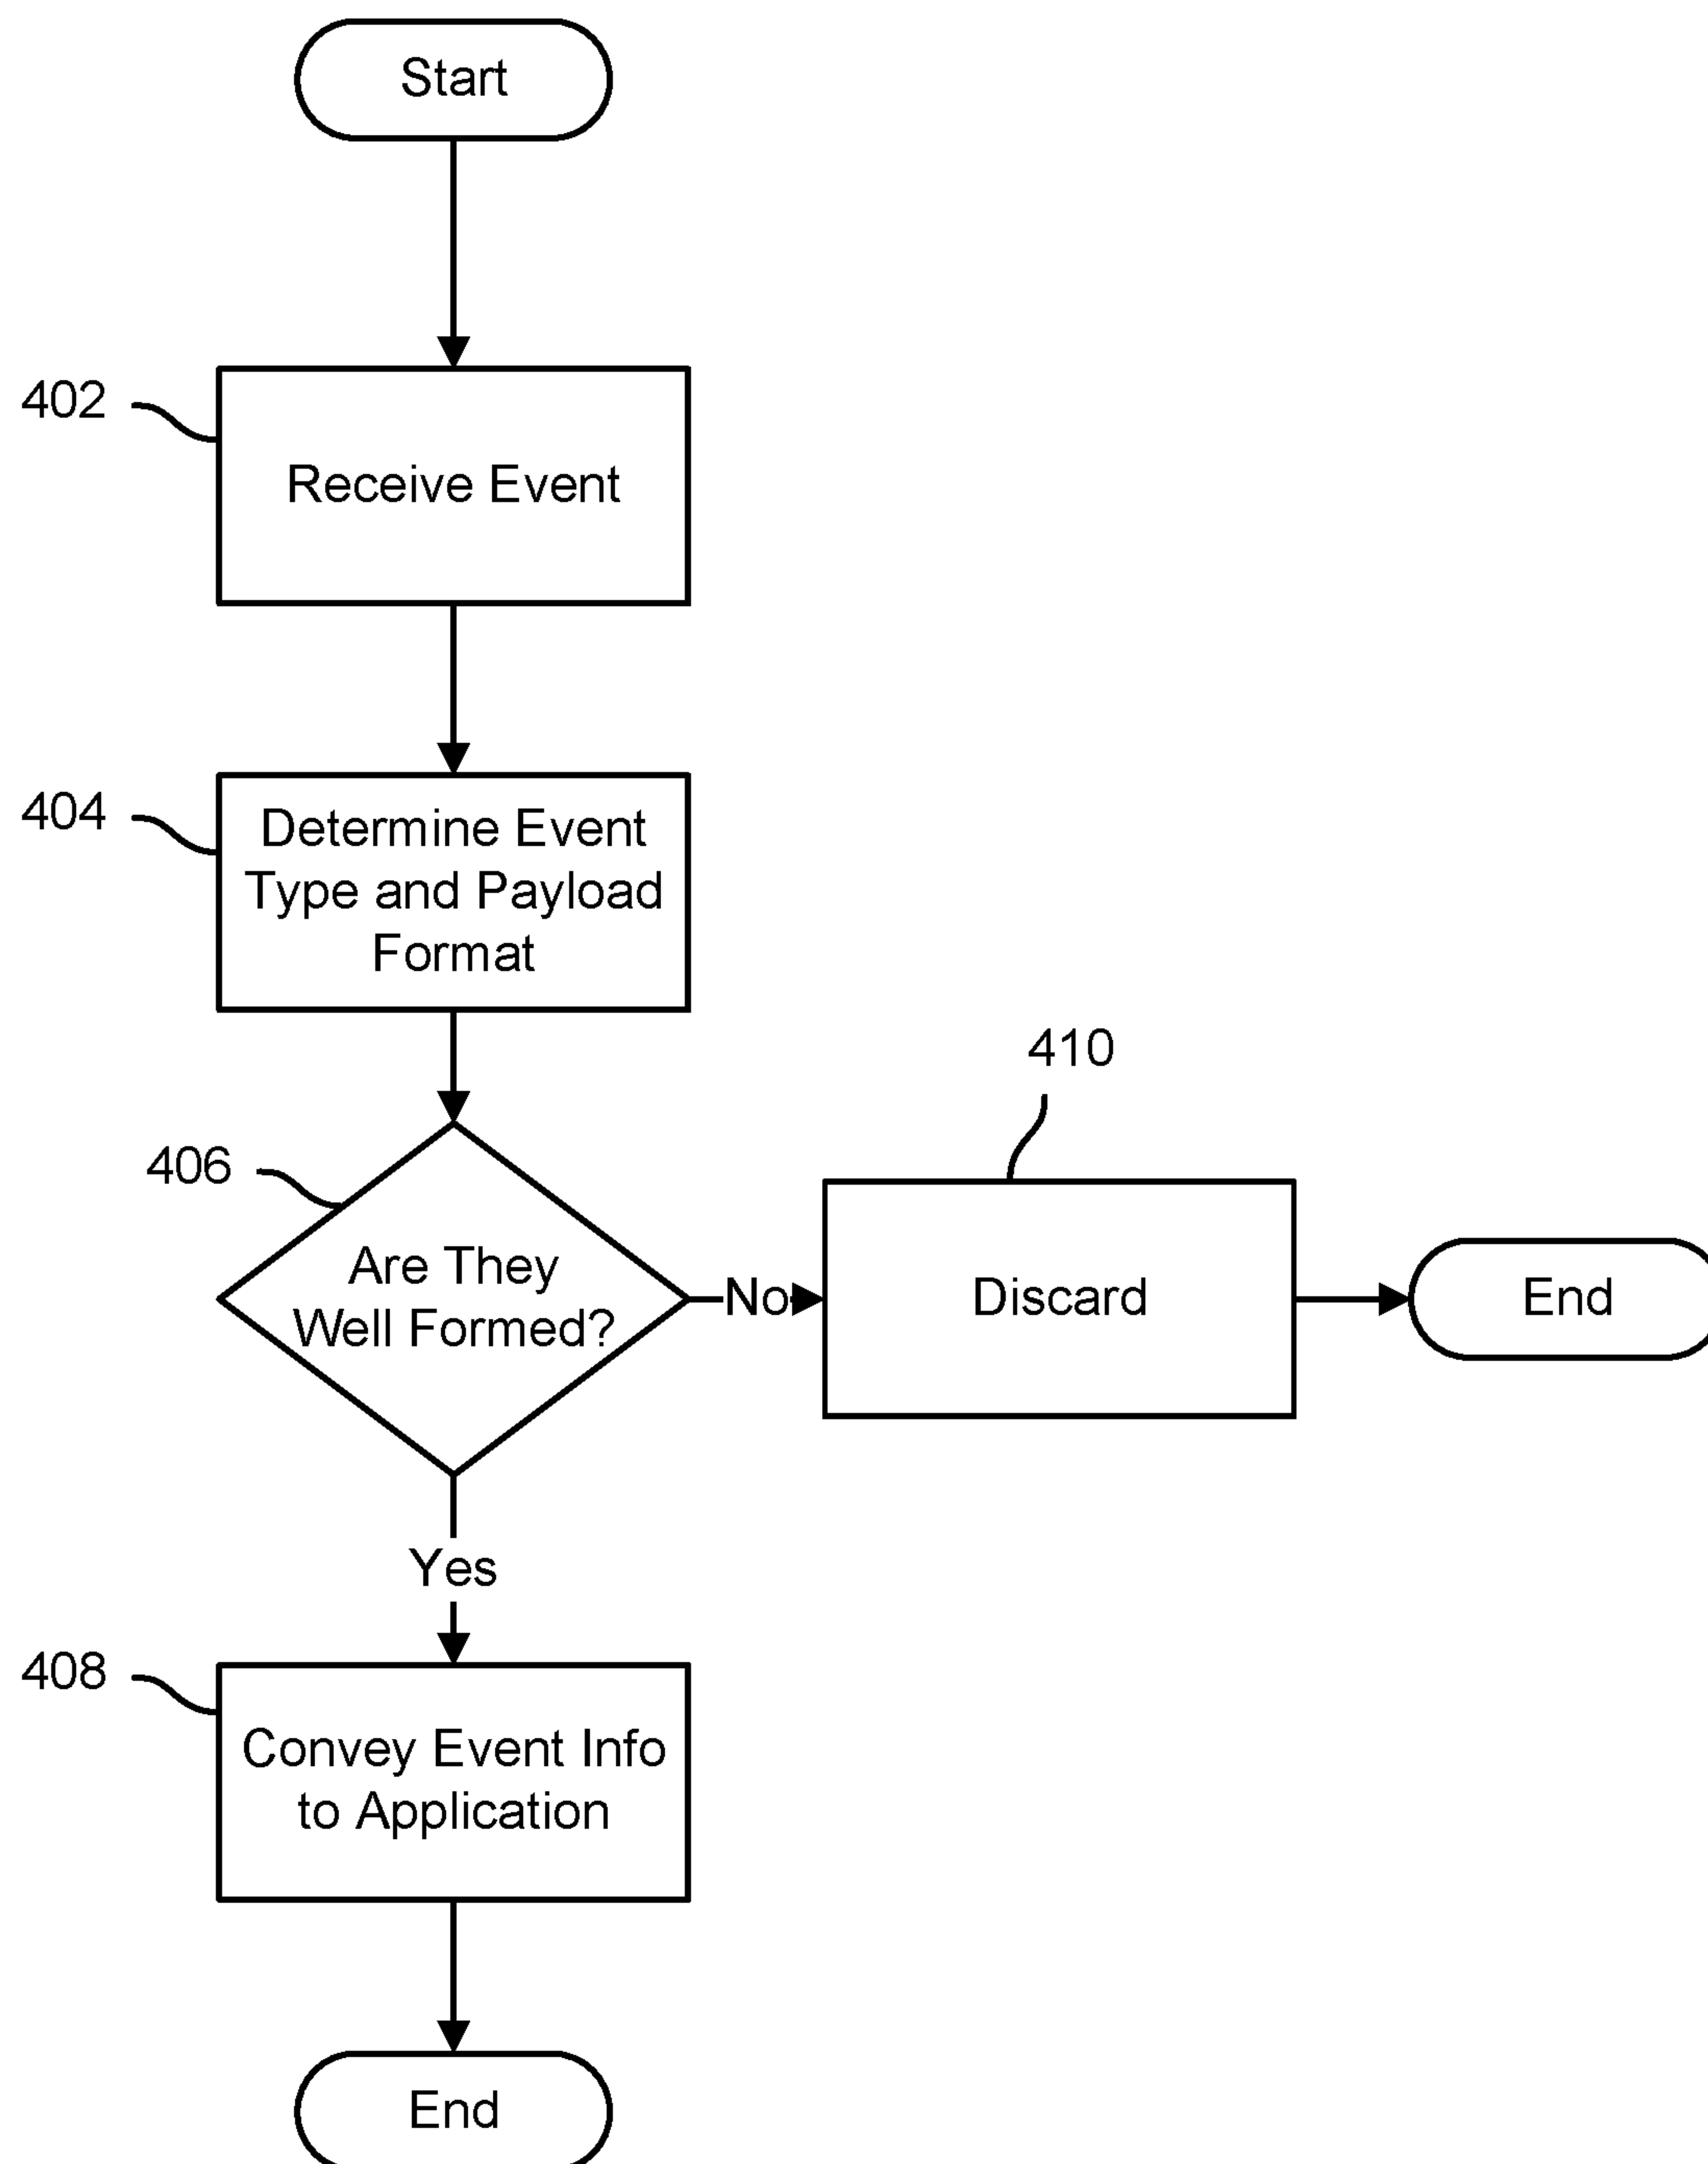 Start
402
Receive Event
404
Determine Event
Type and Payload
Format
410
406
Are They
Well Formed?
No
Discard
End
Yes
408
Convey Event Info
to Application
End